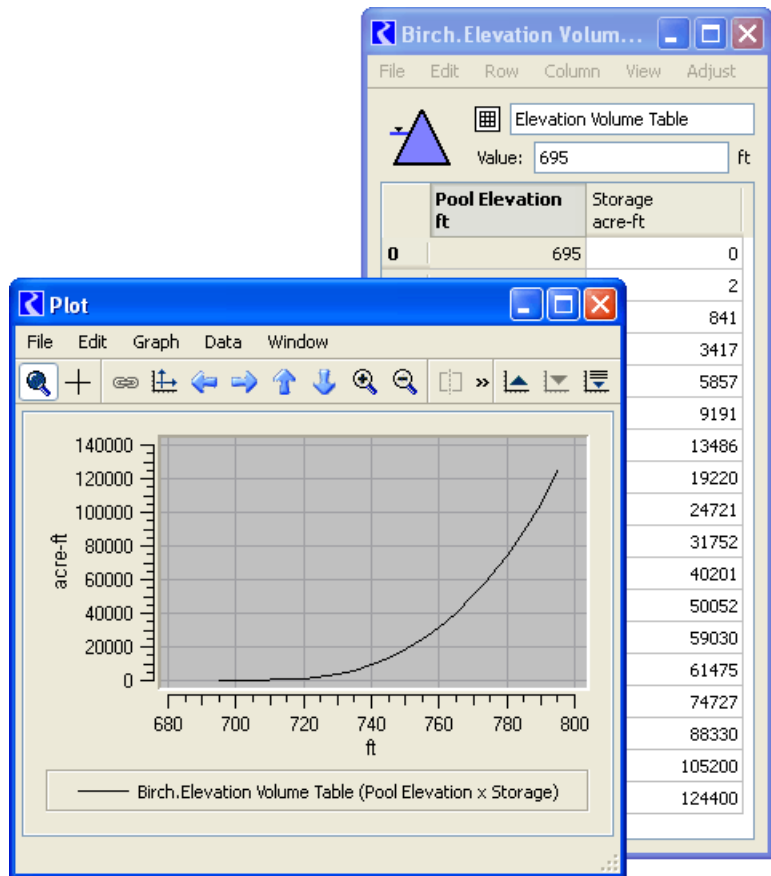 Birch.Elevation Volum...
File Edit Row Column View Adjust
Elevation Volume Table
Value: 695 ft
Pool Elevation Storage
ft acre-ft
0 695 0
2
841
3417
5857
9191
13486
19220
24721
31752
40201
50052
59030
61475
74727
88330
105200
124400
Plot
File Edit Graph Data Window
»
140000
120000
100000
80000
60000
40000
20000
0
acre-ft
680 700 720 740 760 780 800
ft
Birch.Elevation Volume Table (Pool Elevation x Storage)